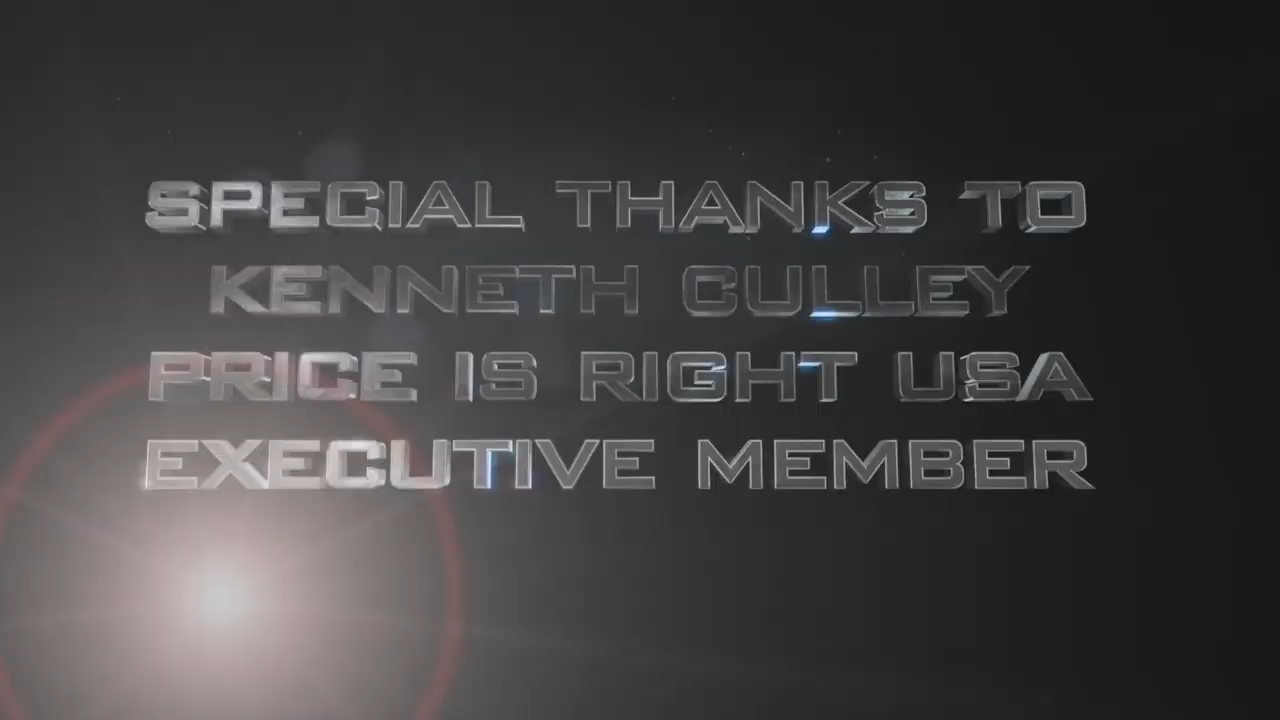 SPECIAL THANKS TO
KENNETH CULLEY
PRICE IS RIGHT USA
EXECUTIVE MEMBER